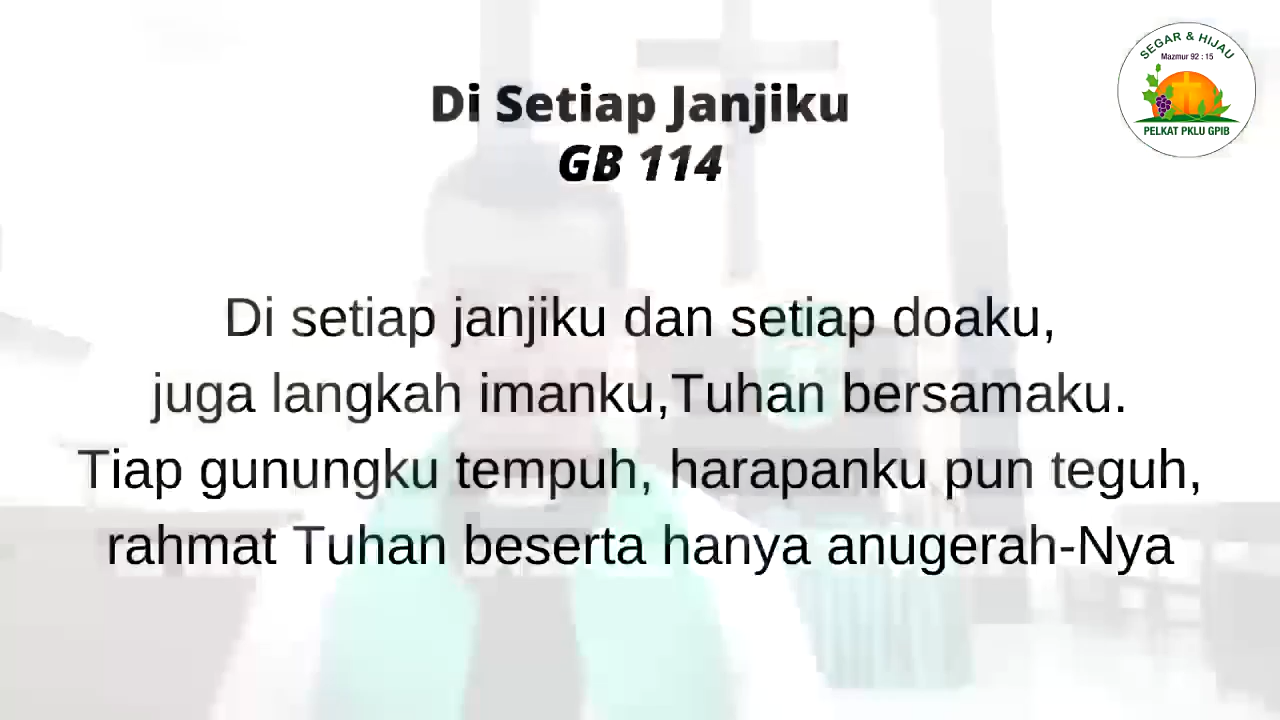 Di Setiap Janjiku
GB 114
SEGAR & HIJAU
Mazmur 92 : 15
PELKAT PKLU GPIB
Di setiap janjiku dan setiap doaku,
juga langkah imanku,Tuhan bersamaku.
Tiap gunungku tempuh, harapanku pun teguh,
rahmat Tuhan beserta hanya anugerah-Nya